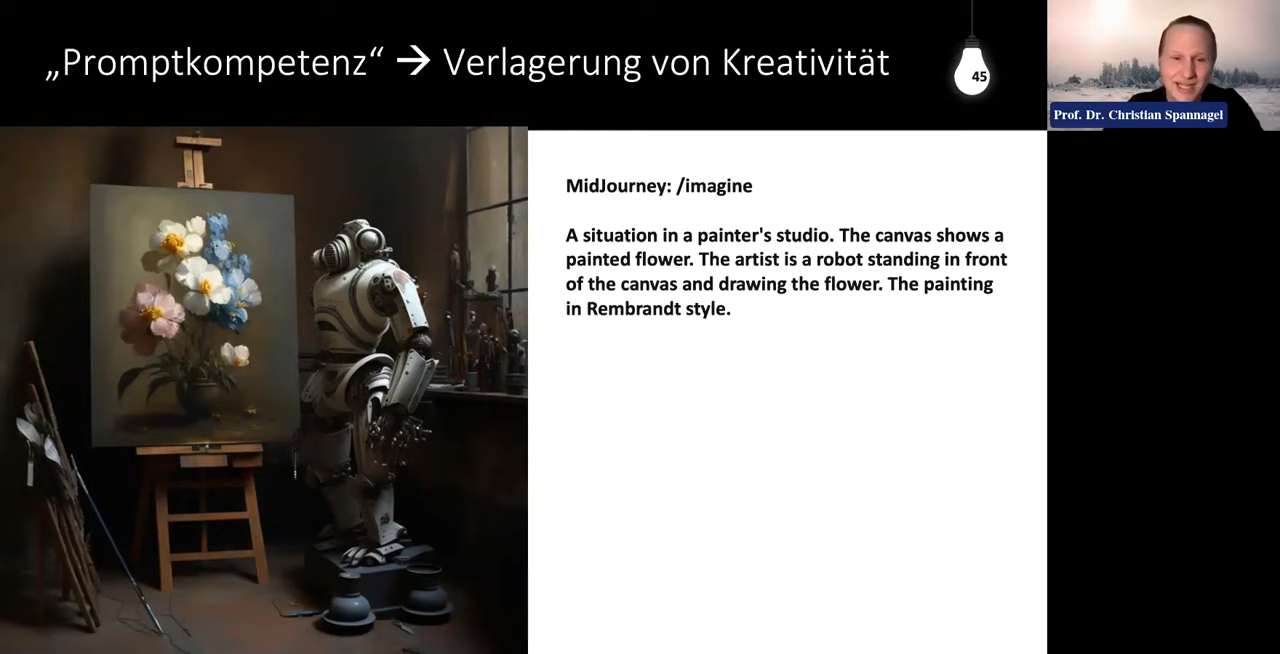 „Promptkompetenz“ → Verlagerung von Kreativität
45
Prof. Dr. Christian Spannagel
MidJourney: /imagine
A situation in a painter's studio. The canvas shows a
painted flower. The artist is a robot standing in front
of the canvas and drawing the flower. The painting
in Rembrandt style.